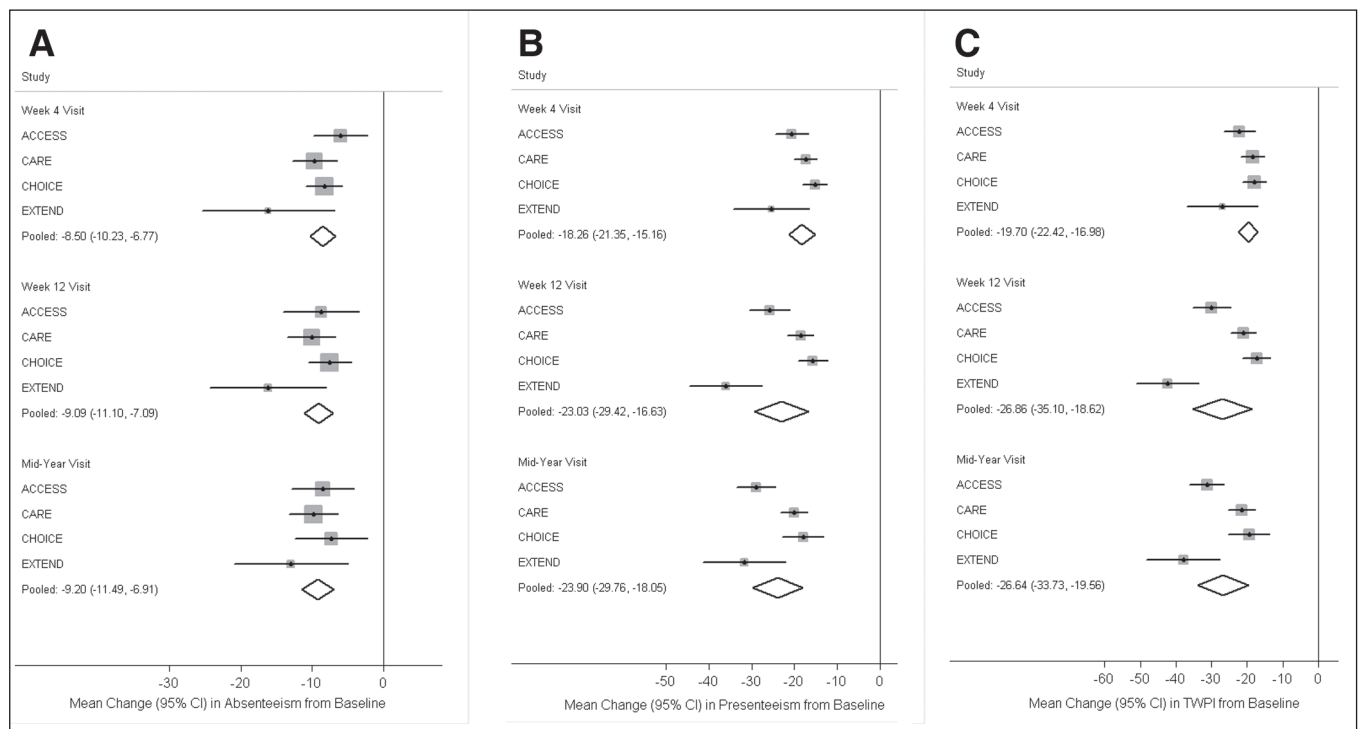 A
Study
Week 4 Visit
ACCESS
CARE
CHOICE
EXTEND
Pooled: -8.50 (-10.23, -6.77)
Week 12 Visit
ACCESS
CARE
CHOICE
EXTEND
Pooled: -9.09 (-11.10, -7.09)
Mid-Year Visit
ACCESS
CARE
CHOICE
EXTEND
Pooled: -9.20 (-11.49, -6.91)
-30 -20 -10 0
Mean Change (95% CI) in Absenteeism from Baseline
B
Study
Week 4 Visit
ACCESS
CARE
CHOICE
EXTEND
Pooled: -18.26 (-21.35, -15.16)
Week 12 Visit
ACCESS
CARE
CHOICE
EXTEND
Pooled: -23.03 (-29.42, -16.63)
Mid-Year Visit
ACCESS
CARE
CHOICE
EXTEND
Pooled: -23.90 (-29.76, -18.05)
-50 -40 -30 -20 -10 0
Mean Change (95% CI) in Presenteeism from Baseline
C
Study
Week 4 Visit
ACCESS
CARE
CHOICE
EXTEND
Pooled: -19.70 (-22.42, -16.98)
Week 12 Visit
ACCESS
CARE
CHOICE
EXTEND
Pooled: -26.86 (-35.10, -18.62)
Mid-Year Visit
ACCESS
CARE
CHOICE
EXTEND
Pooled: -26.64 (-33.73, -19.56)
-60 -50 -40 -30 -20 -10 0
Mean Change (95% CI) in TWPI from Baseline